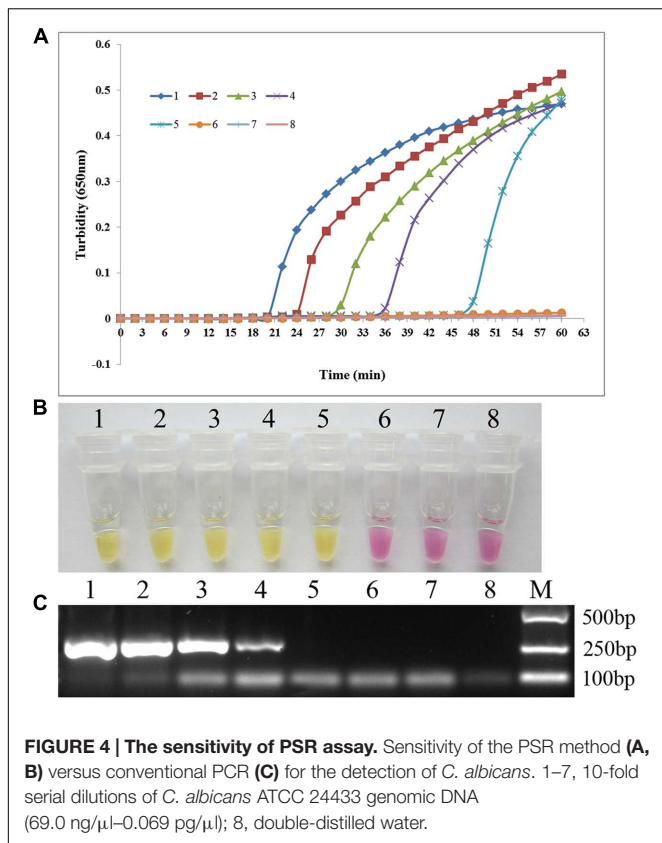 A
0.6
0.5
0.4
0.3
0.2
0.1
0
-0.1
Turbidity (650nm)
1 2 3 4
5 6 7 8
0 3 6 9 12 15 18 21 24 27 30 33 36 39 42 45 48 51 54 57 60 63
Time (min)
B
1 2 3 4 5 6 7 8
C
1 2 3 4 5 6 7 8 M
500bp
250bp
100bp
FIGURE 4 | The sensitivity of PSR assay. Sensitivity of the PSR method (A,
B) versus conventional PCR (C) for the detection of C. albicans. 1–7, 10-fold
serial dilutions of C. albicans ATCC 24433 genomic DNA
(69.0 ng/μl–0.069 pg/μl); 8, double-distilled water.